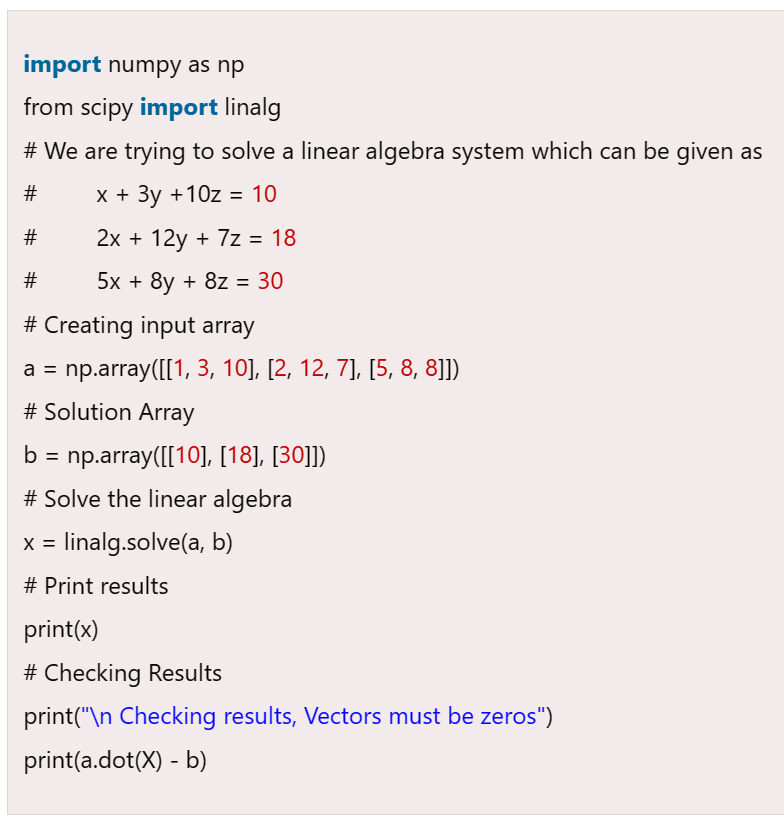 import numpy as np
from scipy import linalg
# We are trying to solve a linear algebra system which can be given as
# x + 3y +10z = 10
# 2x + 12y + 7z = 18
# 5x + 8y + 8z = 30
# Creating input array
a = np.array([[1, 3, 10], [2, 12, 7], [5, 8, 8]])
# Solution Array
b = np.array([[10], [18], [30]])
# Solve the linear algebra
x = linalg.solve(a, b)
# Print results
print(x)
# Checking Results
print("\n Checking results, Vectors must be zeros")
print(a.dot(X) - b)